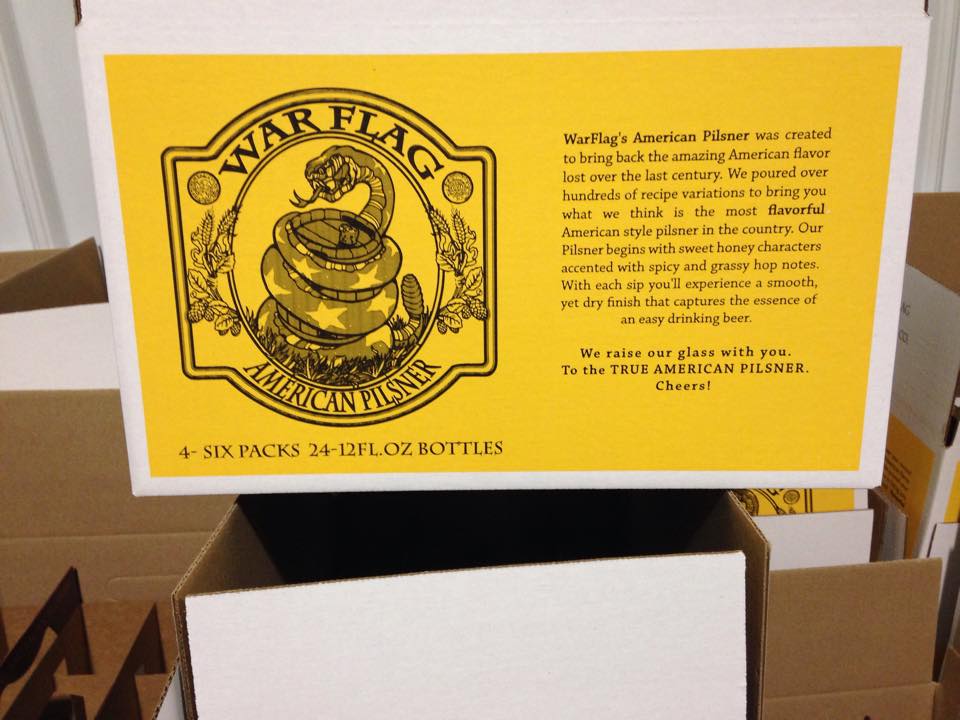 WAR FLAG
AMERICAN PILSNER
4- SIX PACKS 24-12FL.OZ BOTTLES
WarFlag's American Pilsner was created
to bring back the amazing American flavor
lost over the last century. We poured over
hundreds of recipe variations to bring you
what we think is the most flavorful
American style pilsner in the country. Our
Pilsner begins with sweet honey characters
accented with spicy and grassy hop notes.
With each sip you'll experience a smooth,
yet dry finish that captures the essence of
an easy drinking beer.
We raise our glass with you.
To the TRUE AMERICAN PILSNER.
Cheers!